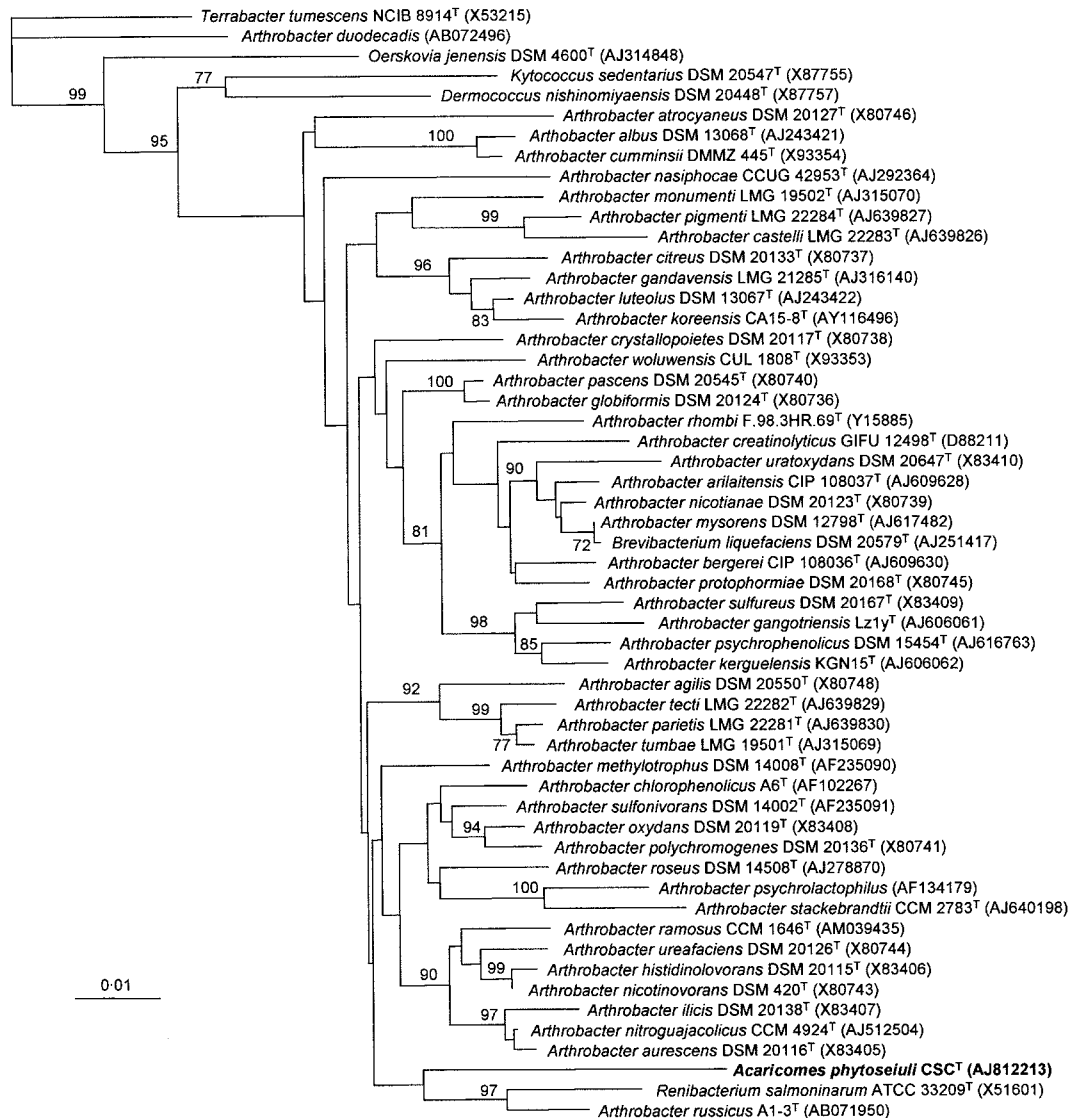 Terrabacter tumescens NCIB 8914ᵀ (X53215)
Arthrobacter duodecadis (AB072496)
Oerskovia jenensis DSM 4600ᵀ (AJ314848)
99
Kytococcus sedentarius DSM 20547ᵀ (X87755)
77
Dermococcus nishinomiyaensis DSM 20448ᵀ (X87757)
95
Arthrobacter atrocyaneus DSM 20127ᵀ (X80746)
100
Arthobacter albus DSM 13068ᵀ (AJ243421)
Arthrobacter cumminsii DMMZ 445ᵀ (X93354)
Arthrobacter nasiphocae CCUG 42953ᵀ (AJ292364)
Arthrobacter monumenti LMG 19502ᵀ (AJ315070)
99
Arthrobacter pigmenti LMG 22284ᵀ (AJ639827)
Arthrobacter castelli LMG 22283ᵀ (AJ639826)
Arthrobacter citreus DSM 20133ᵀ (X80737)
96
Arthrobacter gandavensis LMG 21285ᵀ (AJ316140)
Arthrobacter luteolus DSM 13067ᵀ (AJ243422)
83
Arthrobacter koreensis CA15-8ᵀ (AY116496)
Arthrobacter crystallopoietes DSM 20117ᵀ (X80738)
Arthrobacter woluwensis CUL 1808ᵀ (X93353)
100
Arthrobacter pascens DSM 20545ᵀ (X80740)
Arthrobacter globiformis DSM 20124ᵀ (X80736)
Arthrobacter rhombi F.98.3HR.69ᵀ (Y15885)
Arthrobacter creatinolyticus GIFU 12498ᵀ (D88211)
90
Arthrobacter uratoxydans DSM 20647ᵀ (X83410)
Arthrobacter arilaitensis CIP 108037ᵀ (AJ609628)
Arthrobacter nicotianae DSM 20123ᵀ (X80739)
Arthrobacter mysorens DSM 12798ᵀ (AJ617482)
81
72
Brevibacterium liquefaciens DSM 20579ᵀ (AJ251417)
Arthrobacter bergerei CIP 108036ᵀ (AJ609630)
Arthrobacter protophormiae DSM 20168ᵀ (X80745)
Arthrobacter sulfureus DSM 20167ᵀ (X83409)
98
Arthrobacter gangotriensis Lz1yᵀ (AJ606061)
85
Arthrobacter psychrophenolicus DSM 15454ᵀ (AJ616763)
Arthrobacter kerguelensis KGN15ᵀ (AJ606062)
92
Arthrobacter agilis DSM 20550ᵀ (X80748)
99
Arthrobacter tecti LMG 22282ᵀ (AJ639829)
Arthrobacter parietis LMG 22281ᵀ (AJ639830)
77
Arthrobacter tumbae LMG 19501ᵀ (AJ315069)
Arthrobacter methylotrophus DSM 14008ᵀ (AF235090)
Arthrobacter chlorophenolicus A6ᵀ (AF102267)
Arthrobacter sulfonivorans DSM 14002ᵀ (AF235091)
94
Arthrobacter oxydans DSM 20119ᵀ (X83408)
Arthrobacter polychromogenes DSM 20136ᵀ (X80741)
Arthrobacter roseus DSM 14508ᵀ (AJ278870)
100
Arthrobacter psychrolactophilus (AF134179)
Arthrobacter stackebrandtii CCM 2783ᵀ (AJ640198)
Arthrobacter ramosus CCM 1646ᵀ (AM039435)
Arthrobacter ureafaciens DSM 20126ᵀ (X80744)
90
99
Arthrobacter histidinolovorans DSM 20115ᵀ (X83406)
0·01
Arthrobacter nicotinovorans DSM 420ᵀ (X80743)
97
Arthrobacter ilicis DSM 20138ᵀ (X83407)
Arthrobacter nitroguajacolicus CCM 4924ᵀ (AJ512504)
Arthrobacter aurescens DSM 20116ᵀ (X83405)
Acaricomes phytoseiuli CSCᵀ (AJ812213)
97
Renibacterium salmoninarum ATCC 33209ᵀ (X51601)
Arthrobacter russicus A1-3ᵀ (AB071950)